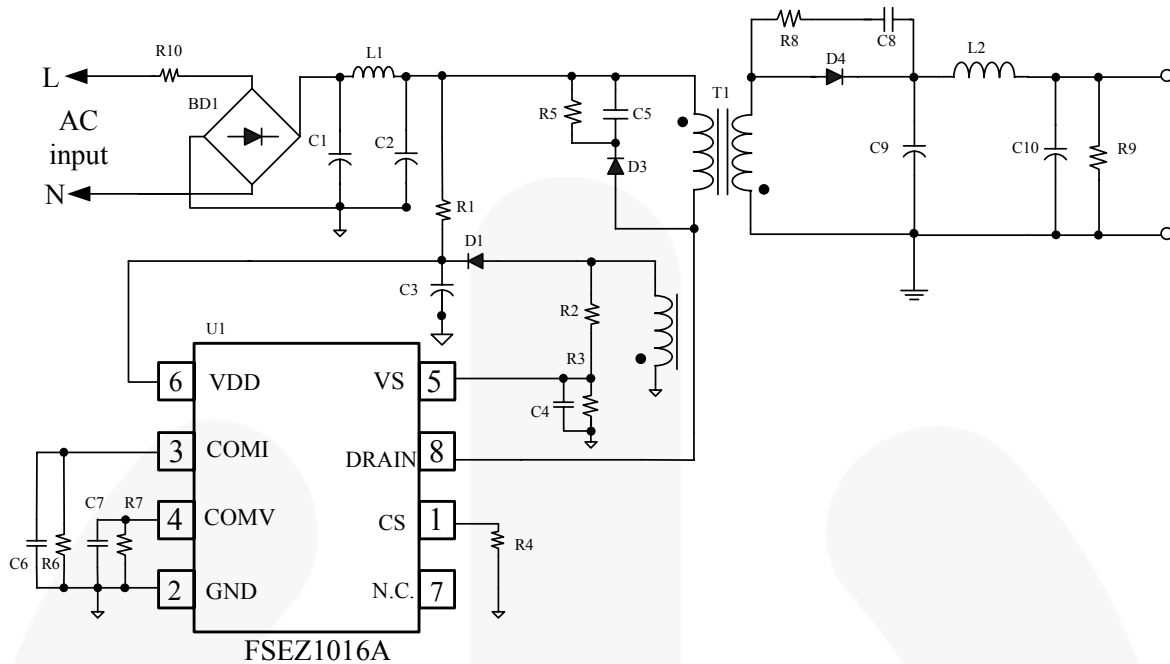 R10
L
AC
input
N
BD1
L1
C1
C2
R1
R5
C5
D3
T1
R8
C8
D4
L2
C9
C10
R9
D1
C3
R2
R3
C4
U1
6 VDD
VS 5
3 COMI
DRAIN 8
4 COMV
CS 1
2 GND
N.C. 7
C6
R6
C7
R7
R4
FSEZ1016A